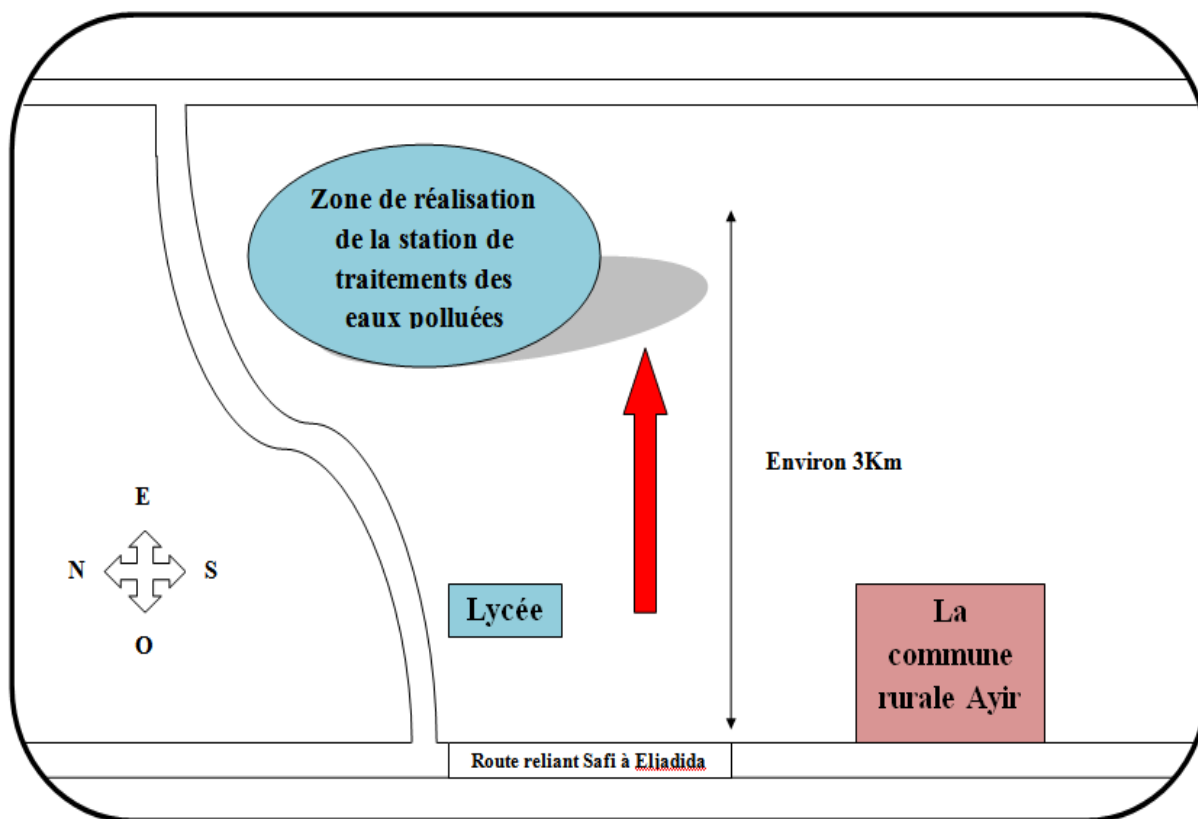 Zone de réalisation
de la station de
traitements des
eaux polluées
Environ 3Km
E
N
S
O
Lycée
La
commune
rurale Ayir
Route reliant Safi à Eljadida